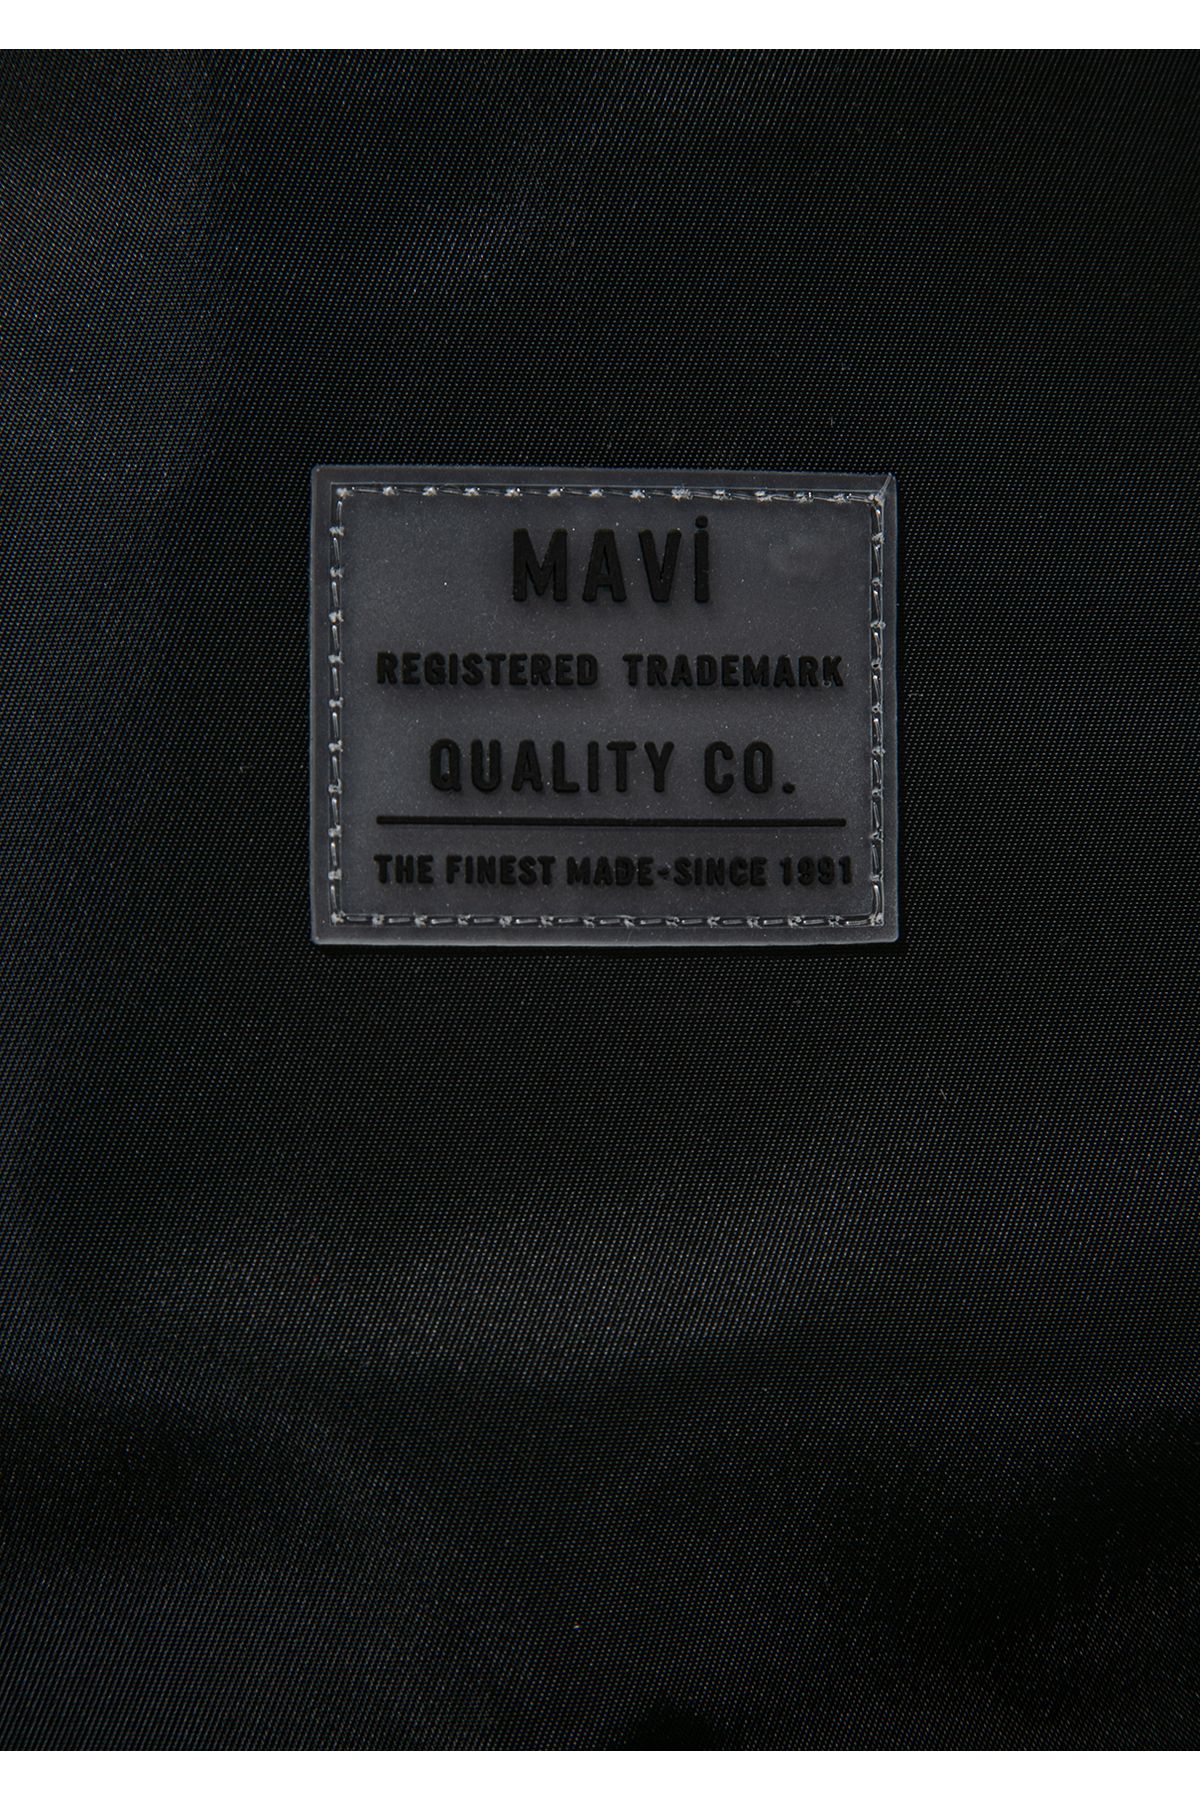 MAVİ
REGISTERED TRADEMARK
QUALITY CO.
THE FINEST MADE-SINCE 1991